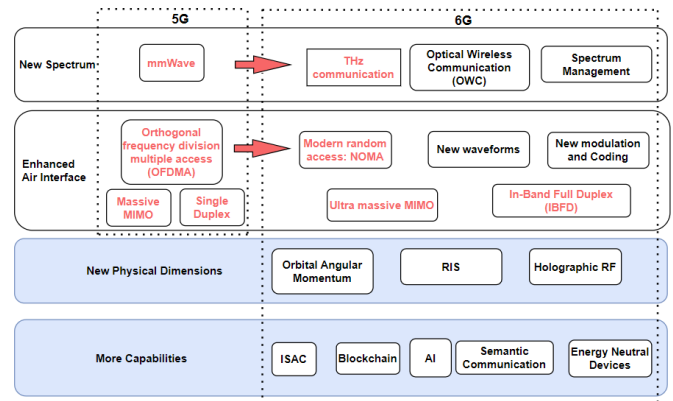 5G
6G
New Spectrum
mmWave
THz
communication
Optical Wireless
Communication
(OWC)
Spectrum
Management
Enhanced
Air Interface
Orthogonal
frequency division
multiple access
(OFDMA)
Massive
MIMO
Single
Duplex
Modern random
access: NOMA
New waveforms
New modulation
and Coding
Ultra massive MIMO
In-Band Full Duplex
(IBFD)
New Physical Dimensions
Orbital Angular
Momentum
RIS
Holographic RF
More Capabilities
ISAC
Blockchain
AI
Semantic
Communication
Energy Neutral
Devices